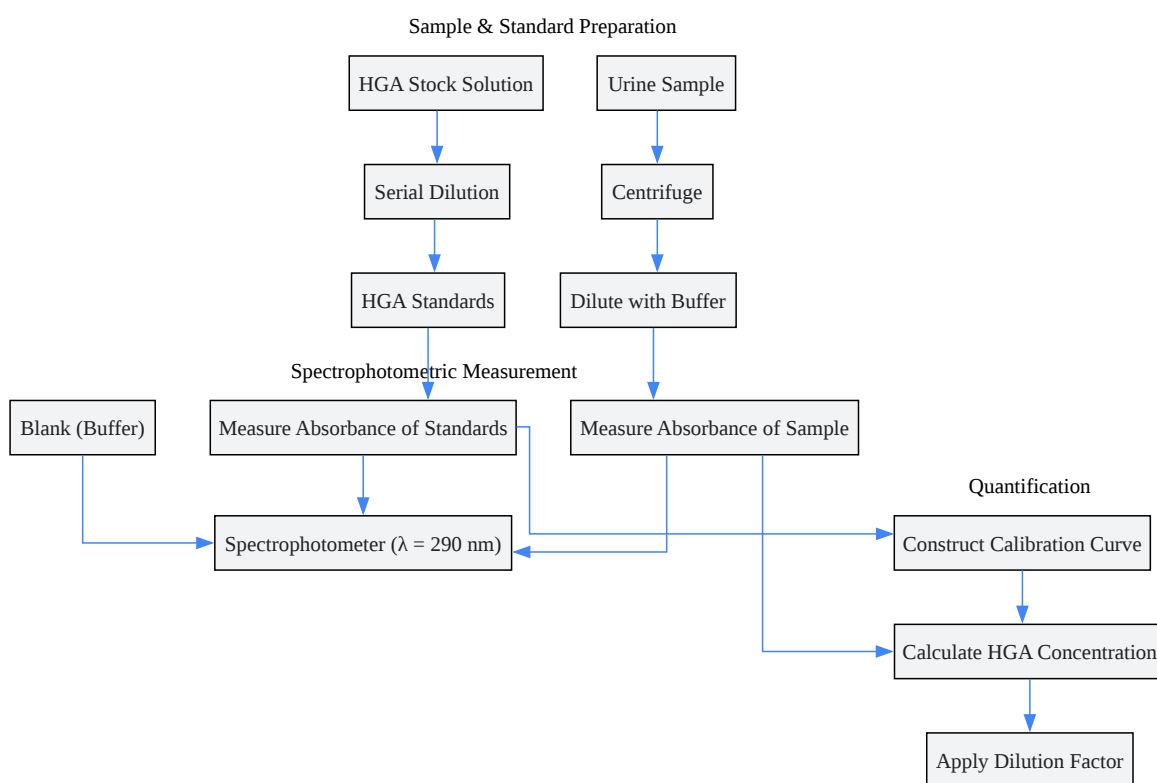 Sample & Standard Preparation
HGA Stock Solution
Urine Sample
Serial Dilution
Centrifuge
HGA Standards
Dilute with Buffer
Spectrophotometric Measurement
Blank (Buffer)
Measure Absorbance of Standards
Measure Absorbance of Sample
Quantification
Spectrophotometer (λ = 290 nm)
Construct Calibration Curve
Calculate HGA Concentration
Apply Dilution Factor